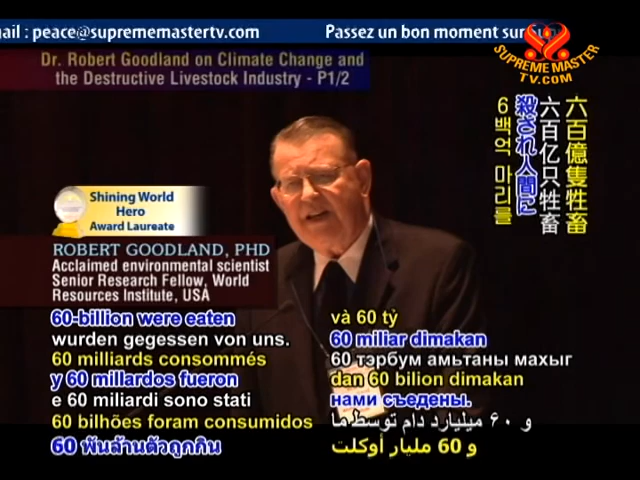 ail : peace@suprememastertv.com
Passez un bon moment sur Sup
SUPREME MASTER
TV.COM
Dr. Robert Goodland on Climate Change and
the Destructive Livestock Industry - P1/2
六百億隻牲畜
六百亿只牲畜
殺され人間に
6백억 마리를
Shining World
Hero
Award Laureate
ROBERT GOODLAND, PHD
Acclaimed environmental scientist
Senior Research Fellow, World
Resources Institute, USA
60-billion were eaten
wurden gegessen von uns.
60 milliards consommés
y 60 millardos fueron
e 60 miliardi sono stati
60 bilhões foram consumidos
60 พันล้านตัวถูกกิน
và 60 tỷ
60 miliar dimakan
60 тэрбум амьтаны махыг
dan 60 bilion dimakan
нами съедены.
و ۶۰ میلیارد دام توسط ما
و 60 مليار أوكلت